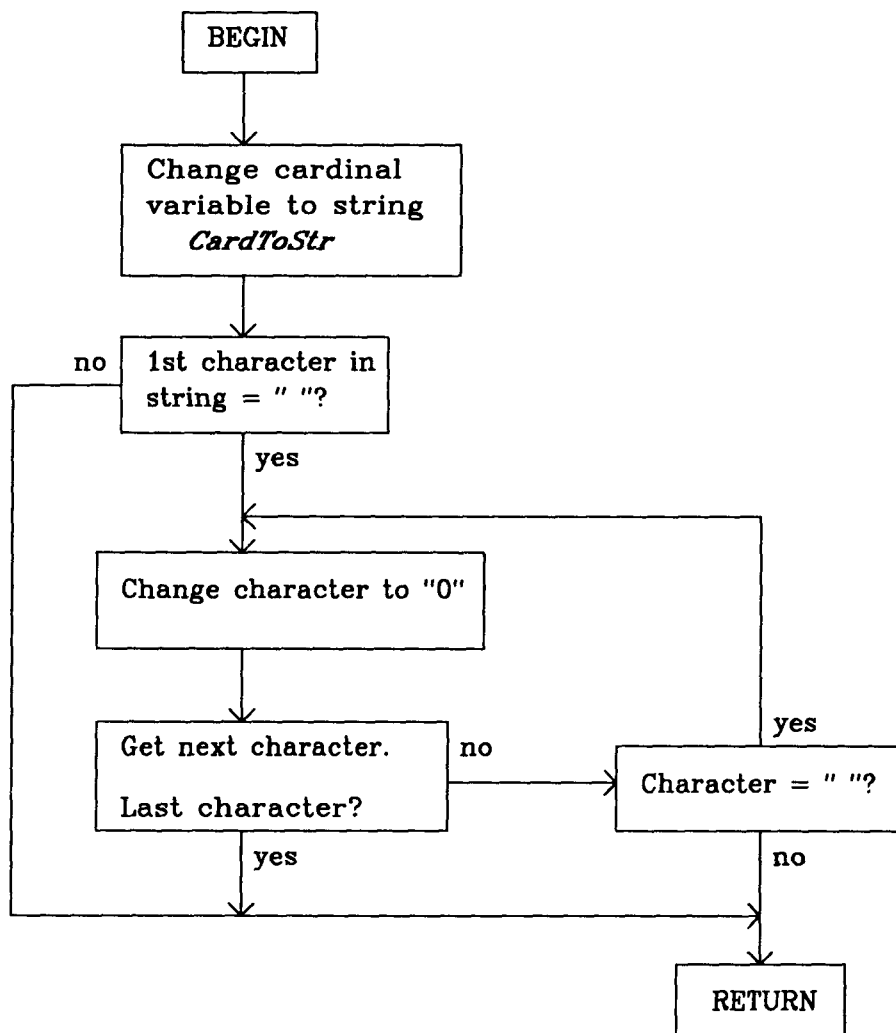 BEGIN
Change cardinal
variable to string
CardToStr
no
1st character in
string = " "?
yes
Change character to "0"
Get next character.
Last character?
no
yes
yes
Character = " "?
no
RETURN